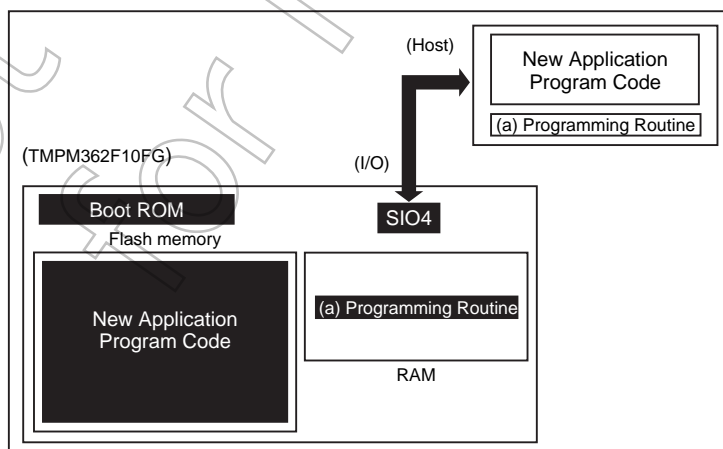 (Host)
New Application
Program Code
(a) Programming Routine
(TMPM362F10FG)
(I/O)
Boot ROM
SIO4
Flash memory
New Application
Program Code
(a) Programming Routine
RAM